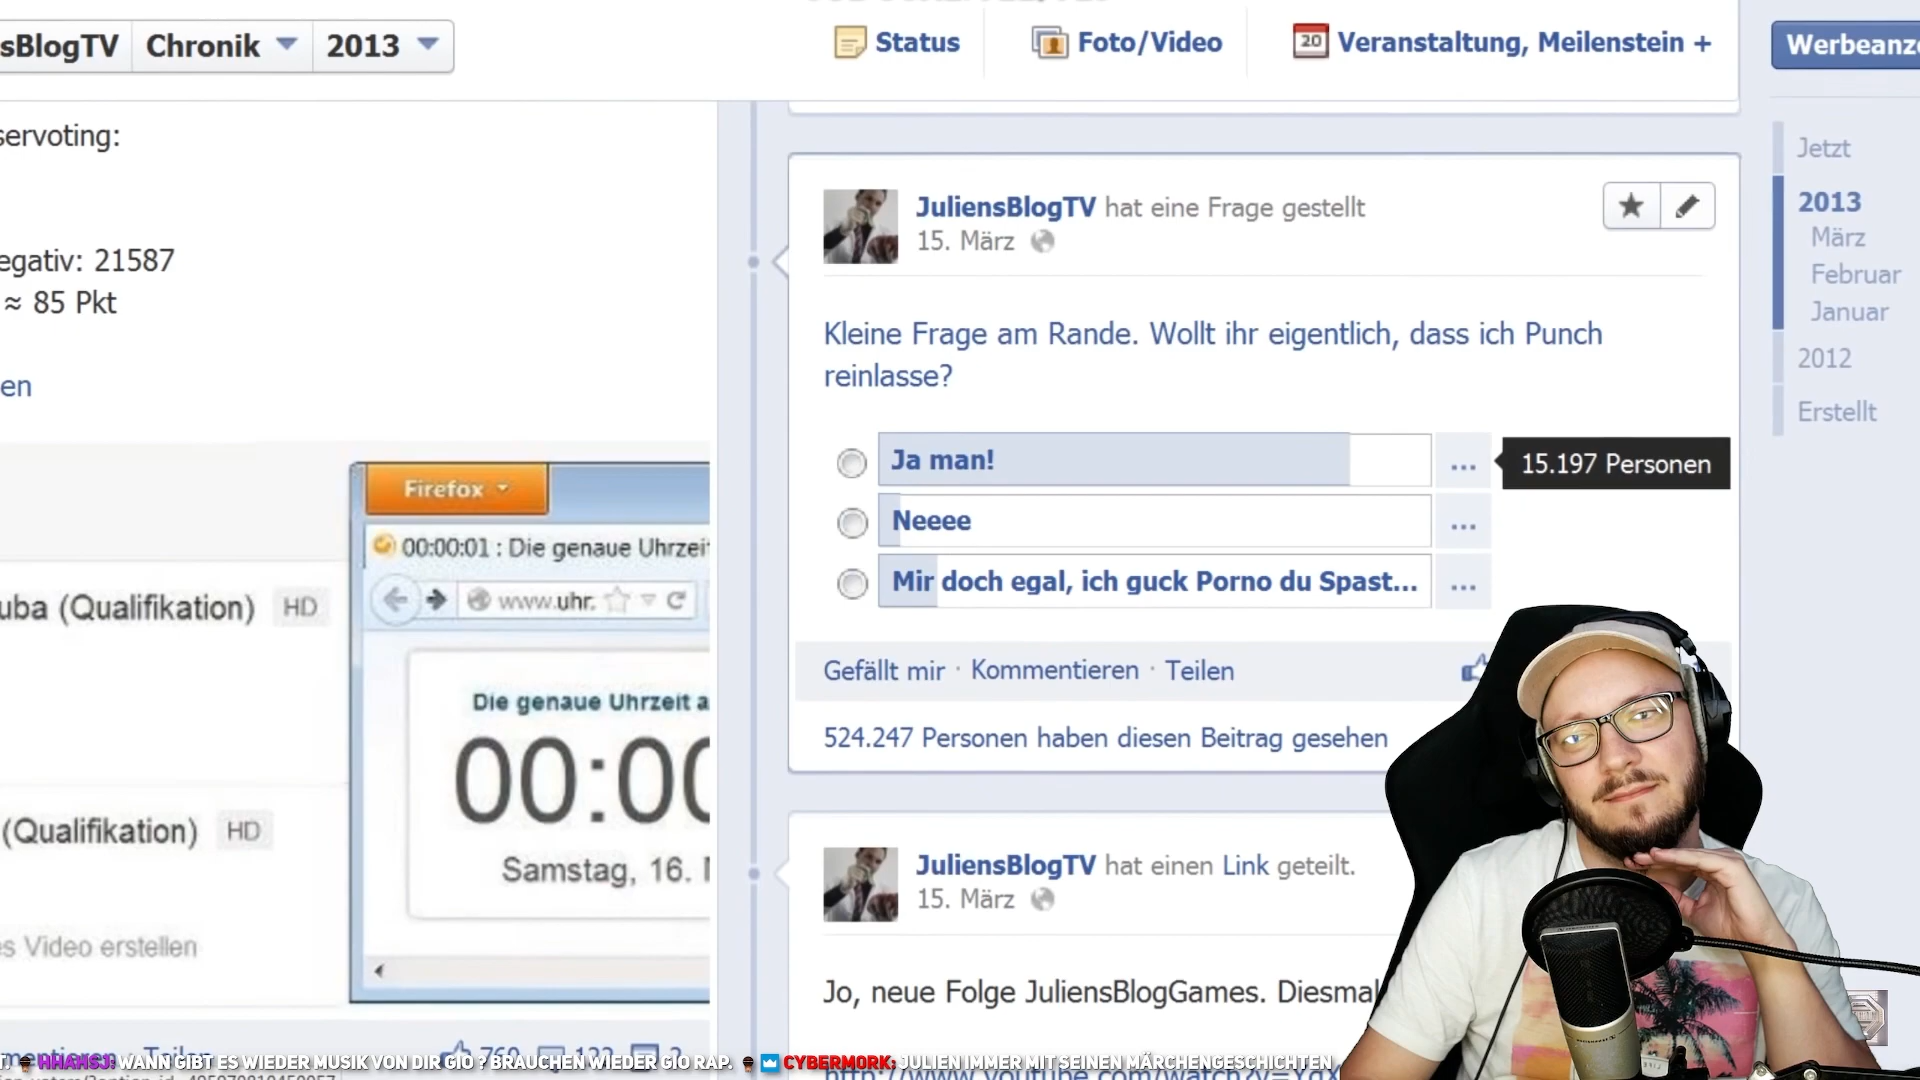 sBlogTV Chronik 2013
Status Foto/Video Veranstaltung, Meilenstein +
Werbeanz
servoting:
egativ: 21587
≈ 85 Pkt
en
Firefox
00:00:01 : Die genaue Uhrzeit
www.uhr.
Die genaue Uhrzeit a
00:00
Samstag, 16.
uba (Qualifikation) HD
(Qualifikation) HD
es Video erstellen
JuliensBlogTV hat eine Frage gestellt
15. März
Kleine Frage am Rande. Wollt ihr eigentlich, dass ich Punch
reinlasse?
Ja man! ...
15.197 Personen
Neeee ...
Mir doch egal, ich guck Porno du Spast... ...
Gefällt mir · Kommentieren · Teilen
524.247 Personen haben diesen Beitrag gesehen
JuliensBlogTV hat einen Link geteilt.
15. März
Jo, neue Folge JuliensBlogGames. Diesmal
Jetzt
2013
März
Februar
Januar
2012
Erstellt
HHAHSJ: WANN GIBT ES WIEDER MUSIK VON DIR GIO ? BRAUCHEN WIEDER GIO RAP. CYBERMORK: JULIEN IMMER MIT SEINEN MÄRCHENGESCHICHTEN